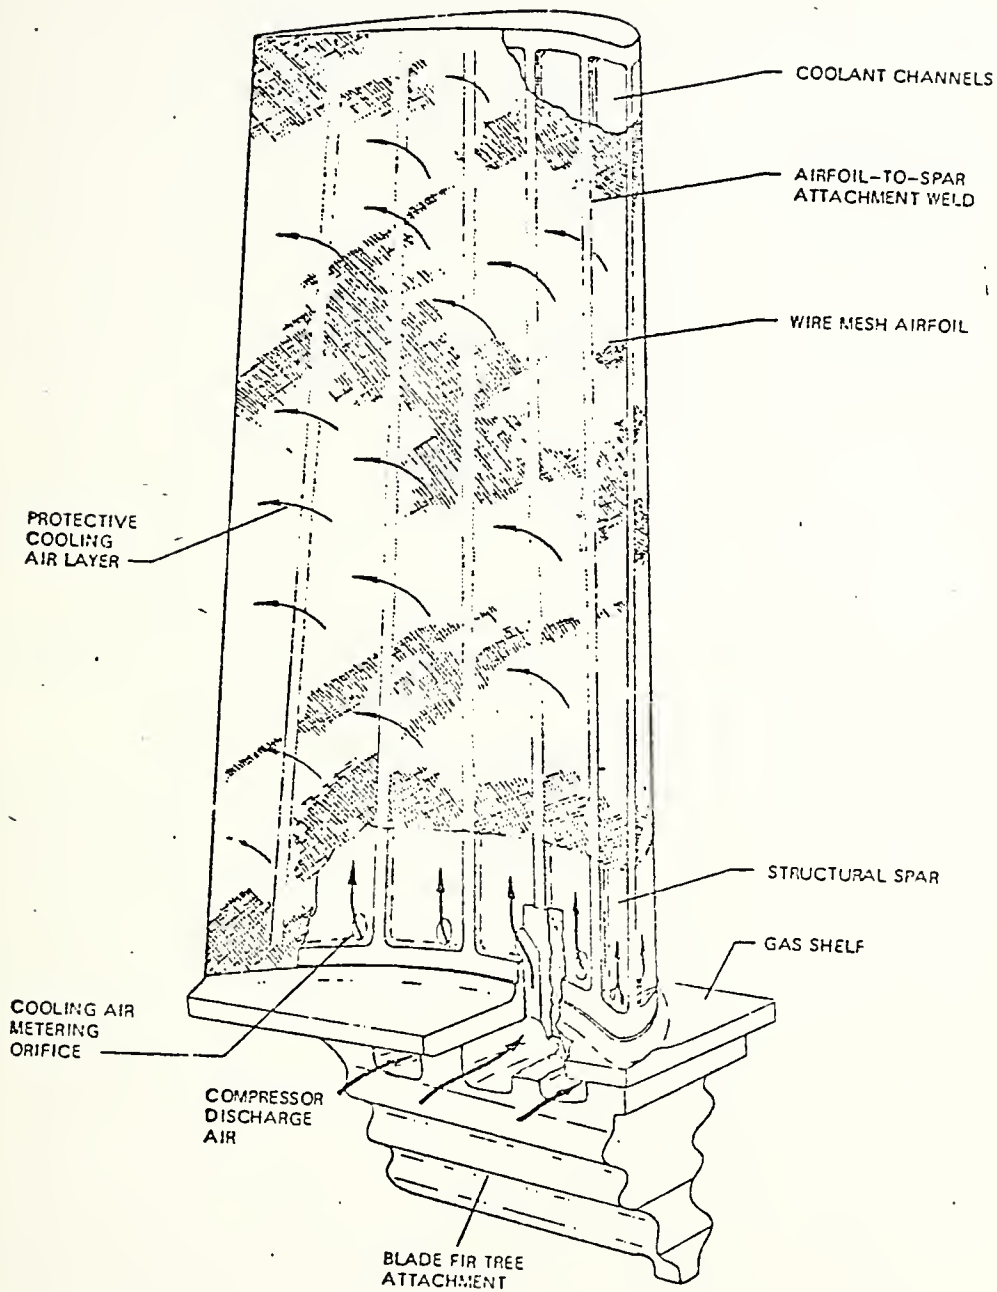 COOLANT CHANNELS
AIRFOIL-TO-SPAR
ATTACHMENT WELD
WIRE MESH AIRFOIL
PROTECTIVE
COOLING
AIR LAYER
STRUCTURAL SPAR
GAS SHELF
COOLING AIR
METERING
ORIFICE
COMPRESSOR
DISCHARGE
AIR
BLADE FIR TREE
ATTACHMENT